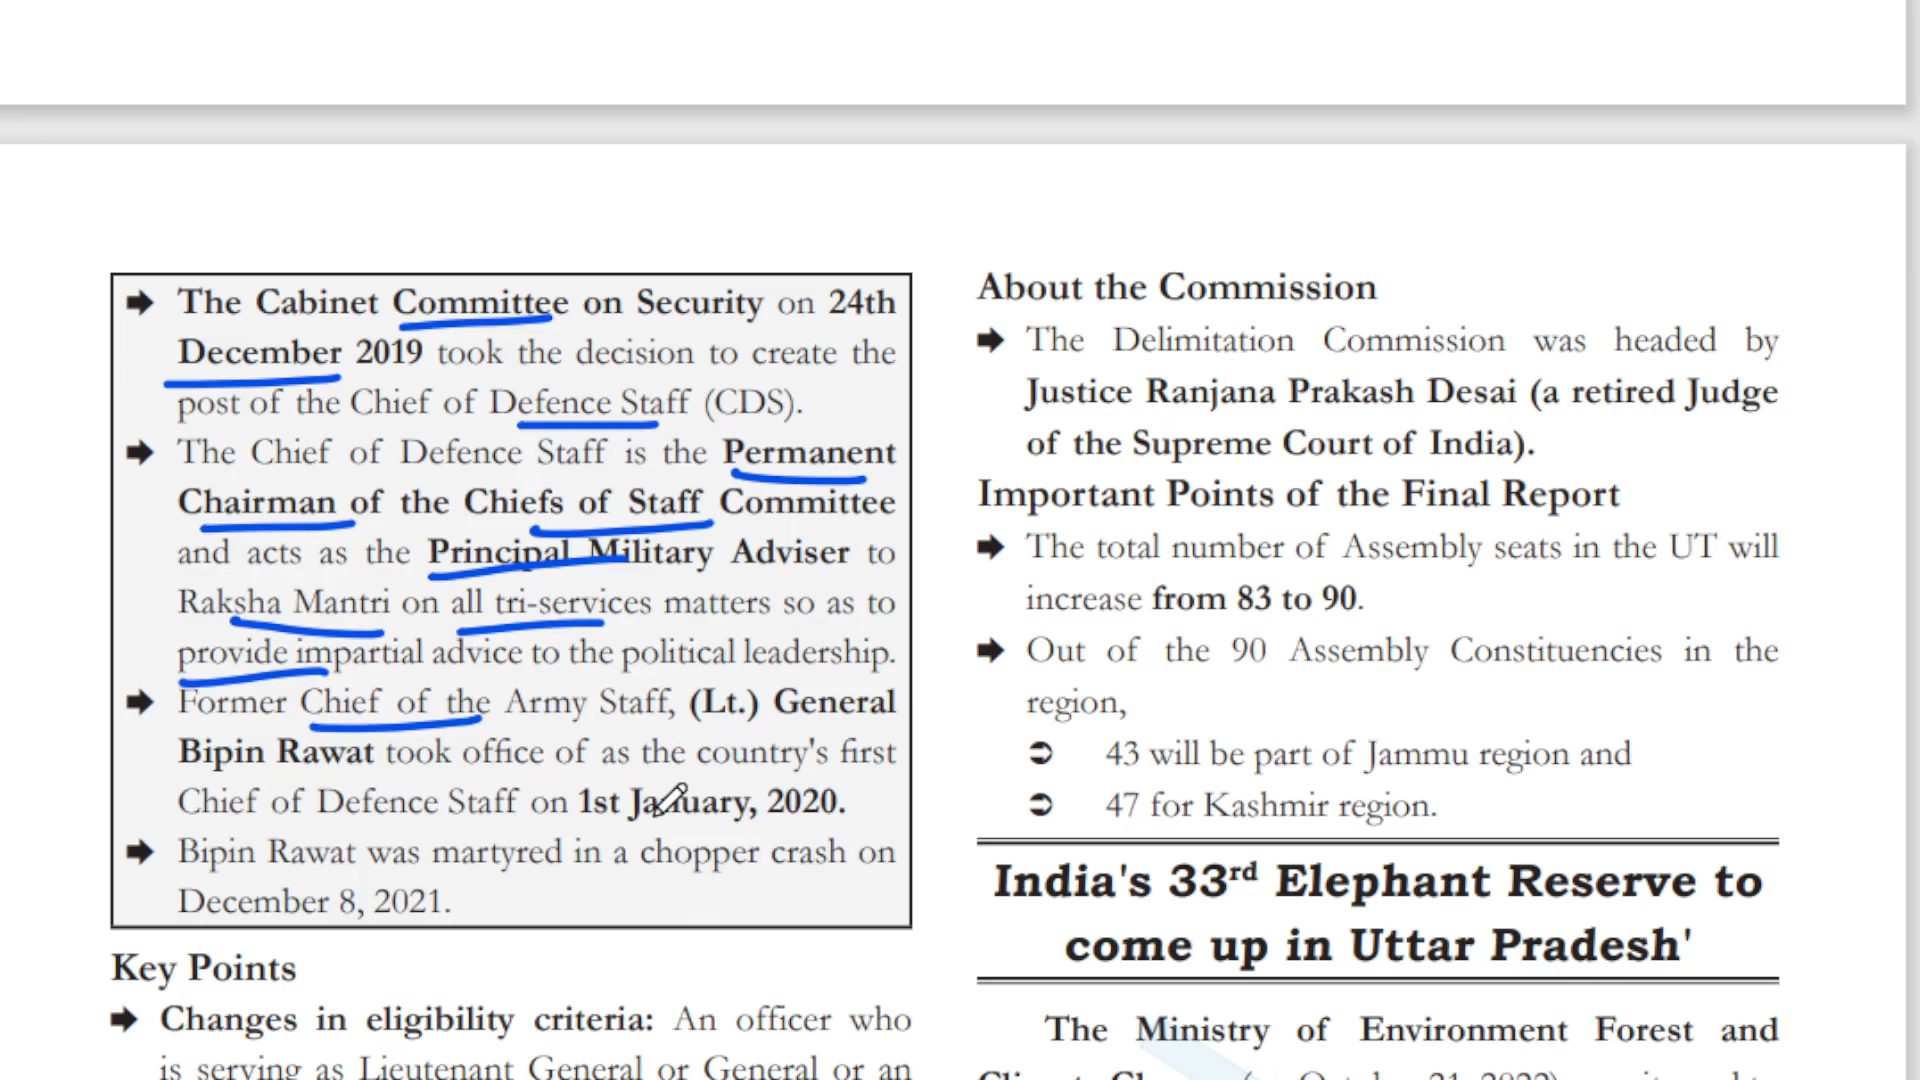 ➡ The Cabinet Committee on Security on 24th
December 2019 took the decision to create the
post of the Chief of Defence Staff (CDS).
➡ The Chief of Defence Staff is the Permanent
Chairman of the Chiefs of Staff Committee
and acts as the Principal Military Adviser to
Raksha Mantri on all tri-services matters so as to
provide impartial advice to the political leadership.
➡ Former Chief of the Army Staff, (Lt.) General
Bipin Rawat took office of as the country's first
Chief of Defence Staff on 1st January, 2020.
➡ Bipin Rawat was martyred in a chopper crash on
December 8, 2021.
Key Points
➡ Changes in eligibility criteria: An officer who
is serving as Lieutenant General or General or an
About the Commission
➡ The Delimitation Commission was headed by
Justice Ranjana Prakash Desai (a retired Judge
of the Supreme Court of India).
Important Points of the Final Report
➡ The total number of Assembly seats in the UT will
increase from 83 to 90.
➡ Out of the 90 Assembly Constituencies in the
region,
➲ 43 will be part of Jammu region and
➲ 47 for Kashmir region.
India's 33rd Elephant Reserve to
come up in Uttar Pradesh'
The Ministry of Environment Forest and